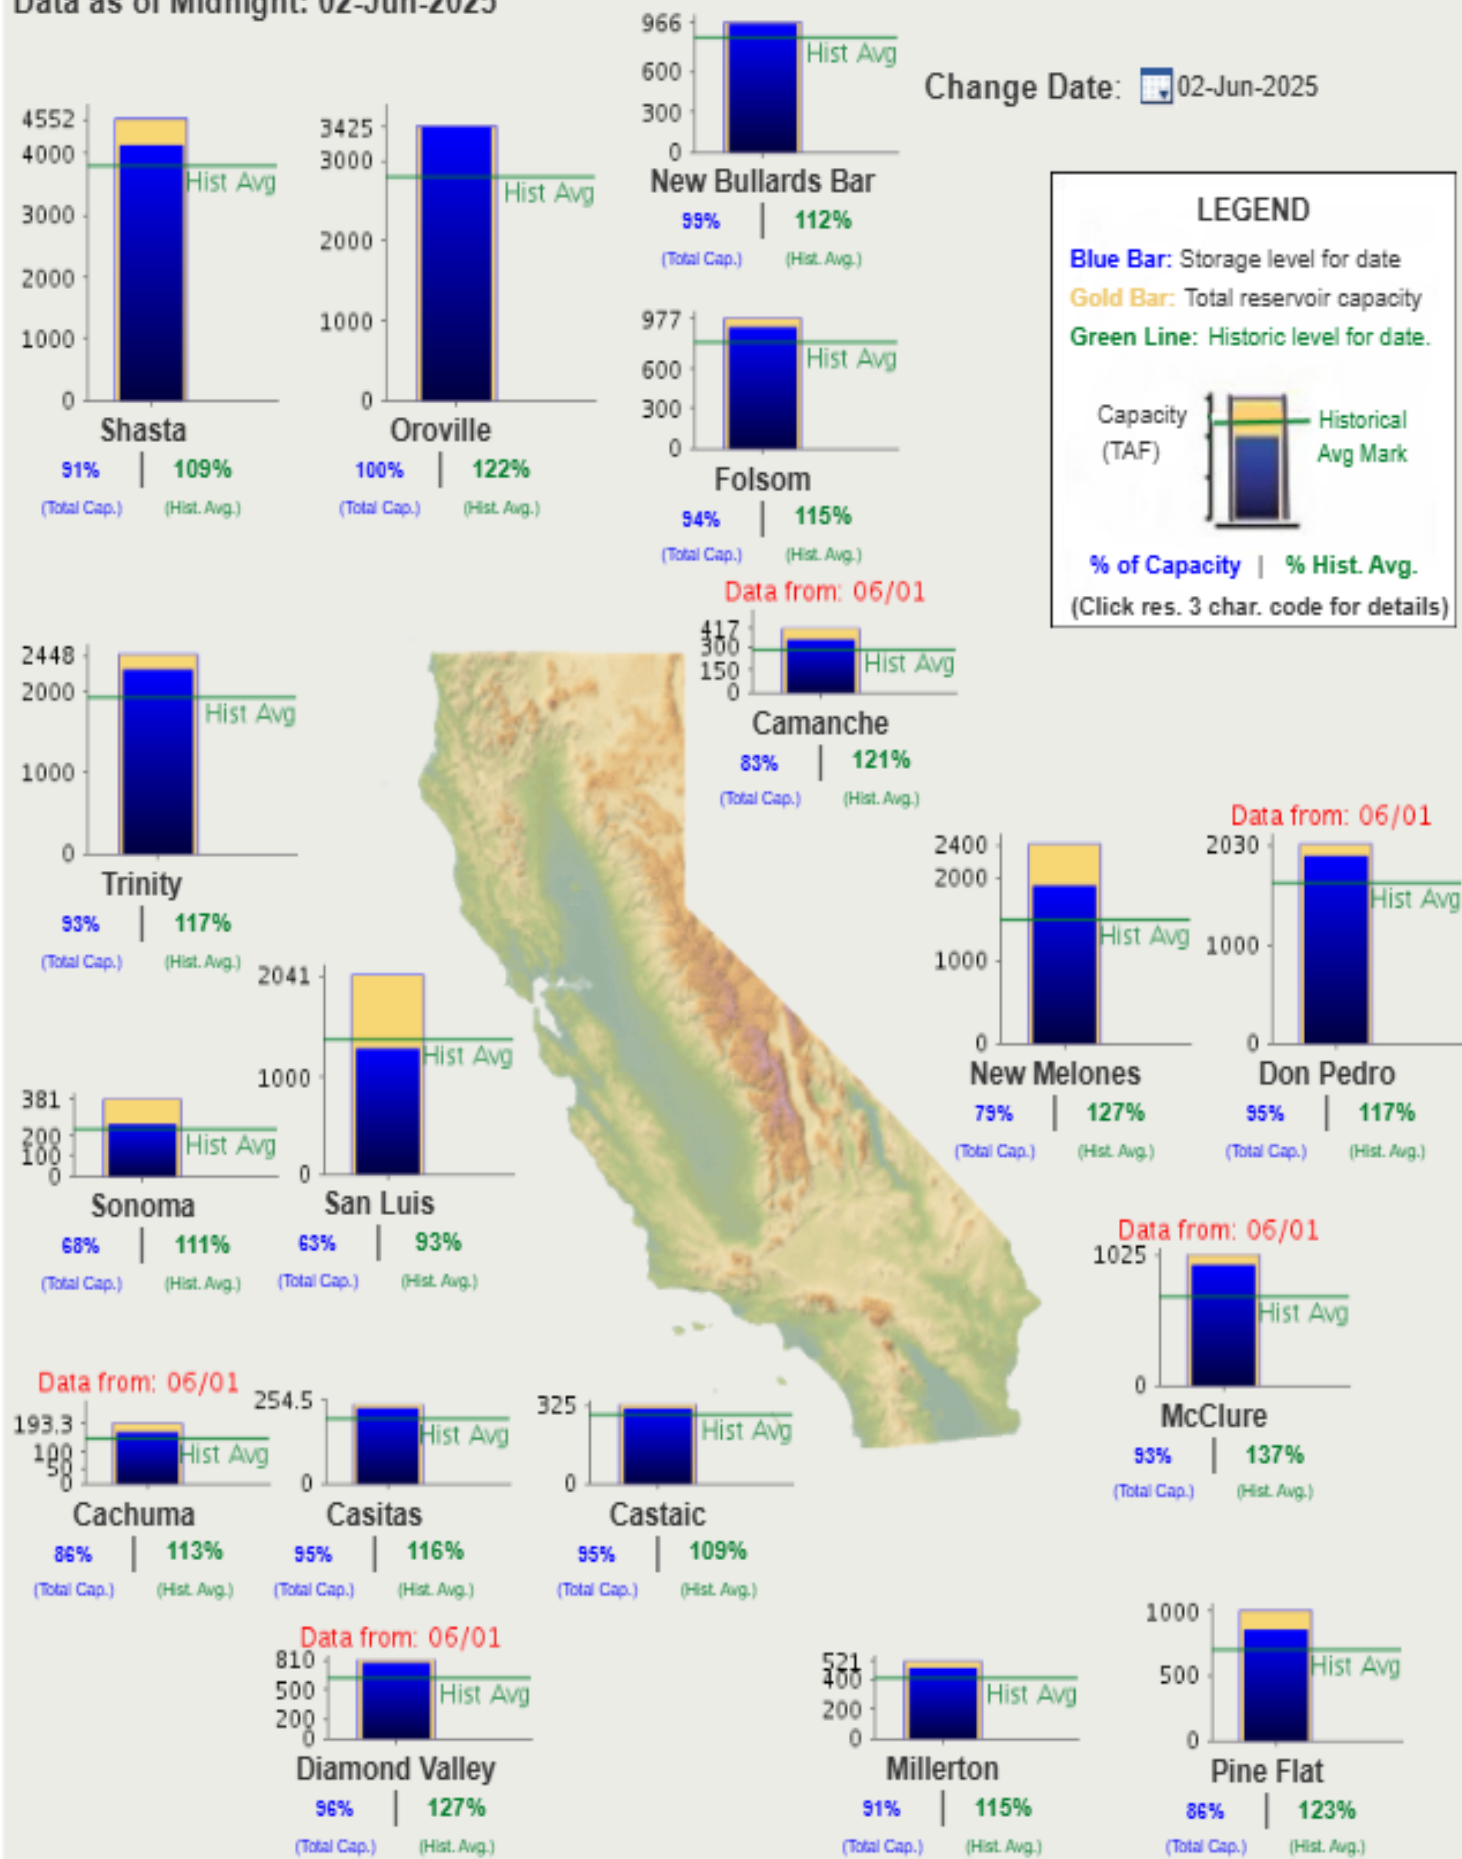 Data as of Midnight: 02-Jun-2025
Change Date: 02-Jun-2025
966
600
300
0
Hist Avg
New Bullards Bar
99% | 112%
(Total Cap.) (Hist. Avg.)
4552
4000
3000
2000
1000
0
Hist Avg
Shasta
91% | 109%
(Total Cap.) (Hist. Avg.)
3425
3000
2000
1000
0
Hist Avg
Oroville
100% | 122%
(Total Cap.) (Hist. Avg.)
977
600
300
0
Hist Avg
Folsom
94% | 115%
(Total Cap.) (Hist. Avg.)
LEGEND
Blue Bar: Storage level for date
Gold Bar: Total reservoir capacity
Green Line: Historic level for date.
Capacity
(TAF)
Historical
Avg Mark
% of Capacity | % Hist. Avg.
(Click res. 3 char. code for details)
Data from: 06/01
417
300
150
0
Hist Avg
Camanche
83% | 121%
(Total Cap.) (Hist. Avg.)
2448
2000
1000
0
Hist Avg
Trinity
93% | 117%
(Total Cap.) (Hist. Avg.)
2400
2000
1000
0
Hist Avg
New Melones
79% | 127%
(Total Cap.) (Hist. Avg.)
Data from: 06/01
2030
1000
0
Hist Avg
Don Pedro
95% | 117%
(Total Cap.) (Hist. Avg.)
381
200
100
0
Hist Avg
Sonoma
68% | 111%
(Total Cap.) (Hist. Avg.)
2041
1000
0
Hist Avg
San Luis
63% | 93%
(Total Cap.) (Hist. Avg.)
Data from: 06/01
1025
0
Hist Avg
McClure
93% | 137%
(Total Cap.) (Hist. Avg.)
Data from: 06/01
193.3
100
50
0
Hist Avg
Cachuma
86% | 113%
(Total Cap.) (Hist. Avg.)
254.5
0
Hist Avg
Casitas
95% | 116%
(Total Cap.) (Hist. Avg.)
325
0
Hist Avg
Castaic
95% | 109%
(Total Cap.) (Hist. Avg.)
Data from: 06/01
810
500
200
0
Hist Avg
Diamond Valley
96% | 127%
(Total Cap.) (Hist. Avg.)
521
400
200
0
Hist Avg
Millerton
91% | 115%
(Total Cap.) (Hist. Avg.)
1000
500
0
Hist Avg
Pine Flat
86% | 123%
(Total Cap.) (Hist. Avg.)